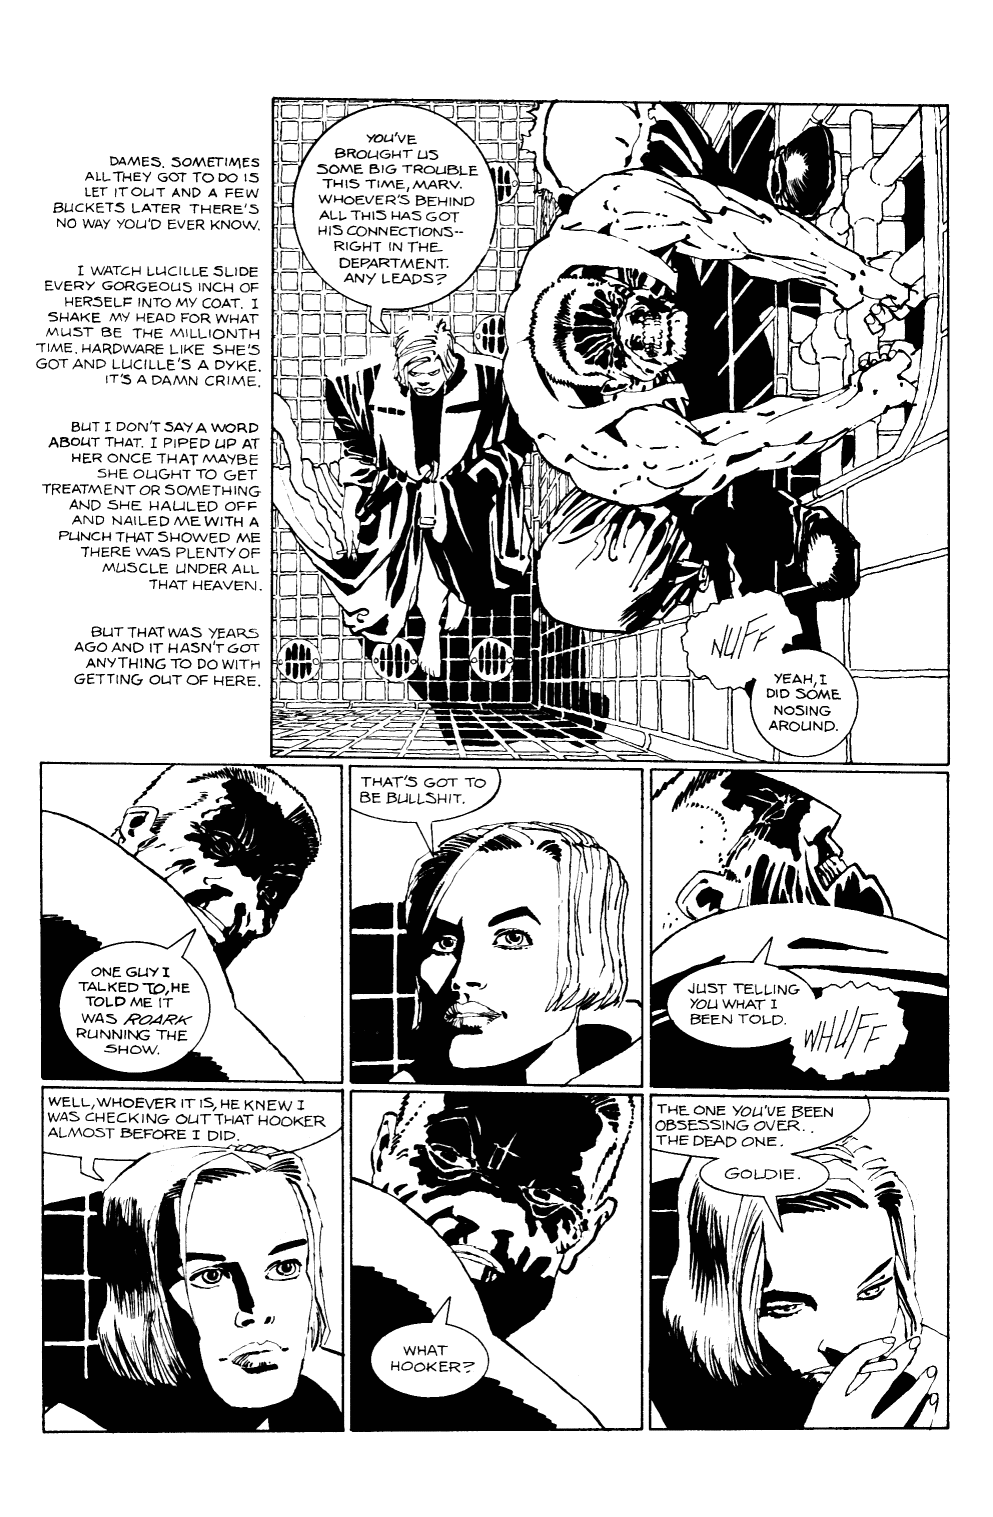 DAMES. SOMETIMES
ALL THEY GOT TO DO IS
LET IT OUT AND A FEW
BUCKETS LATER THERE'S
NO WAY YOU'D EVER KNOW.
I WATCH LUCILLE SLIDE
EVERY GORGEOUS INCH OF
HERSELF INTO MY COAT. I
SHAKE MY HEAD FOR WHAT
MUST BE THE MILLIONTH
TIME. HARDWARE LIKE SHE'S
GOT AND LUCILLE'S A DYKE.
IT'S A DAMN CRIME.
BUT I DON'T SAY A WORD
ABOUT THAT. I PIPED UP AT
HER ONCE THAT MAYBE
SHE OUGHT TO GET
TREATMENT OR SOMETHING
AND SHE HAULED OFF
AND NAILED ME WITH A
PUNCH THAT SHOWED ME
THERE WAS PLENTY OF
MUSCLE UNDER ALL
THAT HEAVEN.
BUT THAT WAS YEARS
AGO AND IT HASN'T GOT
ANYTHING TO DO WITH
GETTING OUT OF HERE.
YOU'VE
BROUGHT US
SOME BIG TROUBLE
THIS TIME, MARV.
WHOEVER'S BEHIND
ALL THIS HAS GOT
HIS CONNECTIONS--
RIGHT IN THE
DEPARTMENT.
ANY LEADS?
NUFF
YEAH, I
DID SOME
NOSING
AROUND.
ONE GUY I
TALKED TO, HE
TOLD ME IT
WAS ROARK
RUNNING THE
SHOW.
THAT'S GOT TO
BE BULLSHIT.
JUST TELLING
YOU WHAT I
BEEN TOLD.
WHUFF
WELL, WHOEVER IT IS, HE KNEW I
WAS CHECKING OUT THAT HOOKER
ALMOST BEFORE I DID.
WHAT
HOOKER?
THE ONE YOU'VE BEEN
OBSESSING OVER..
THE DEAD ONE.
GOLDIE.